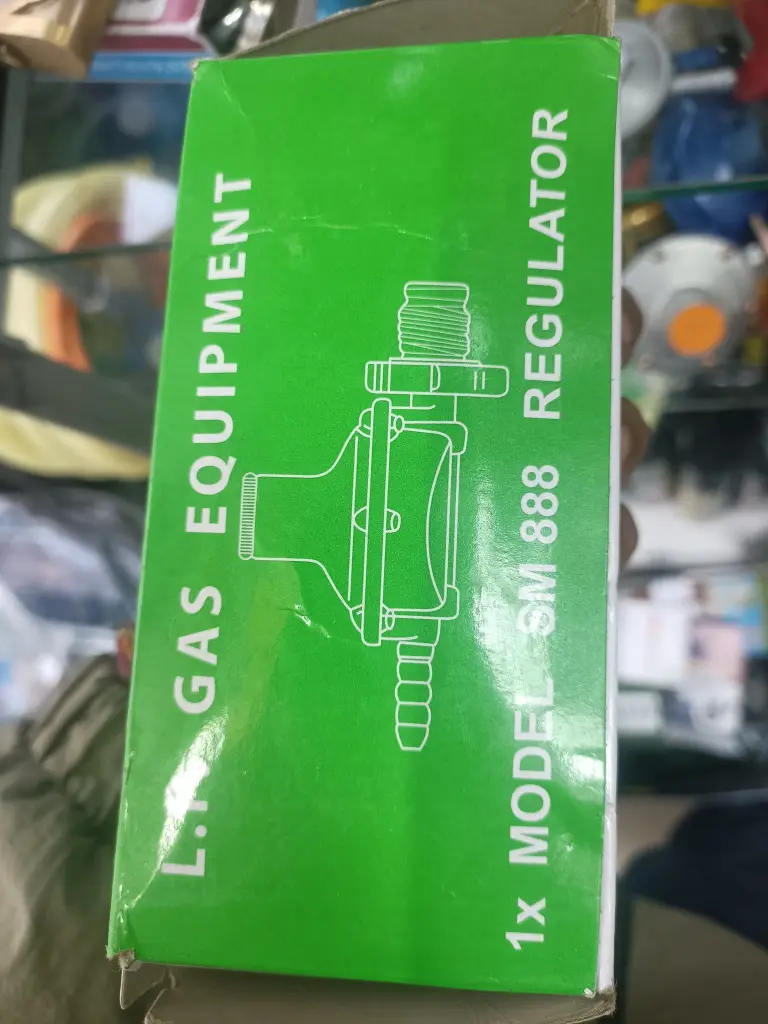 L.P. GAS EQUIPMENT
1x MODEL SM 888 REGULATOR